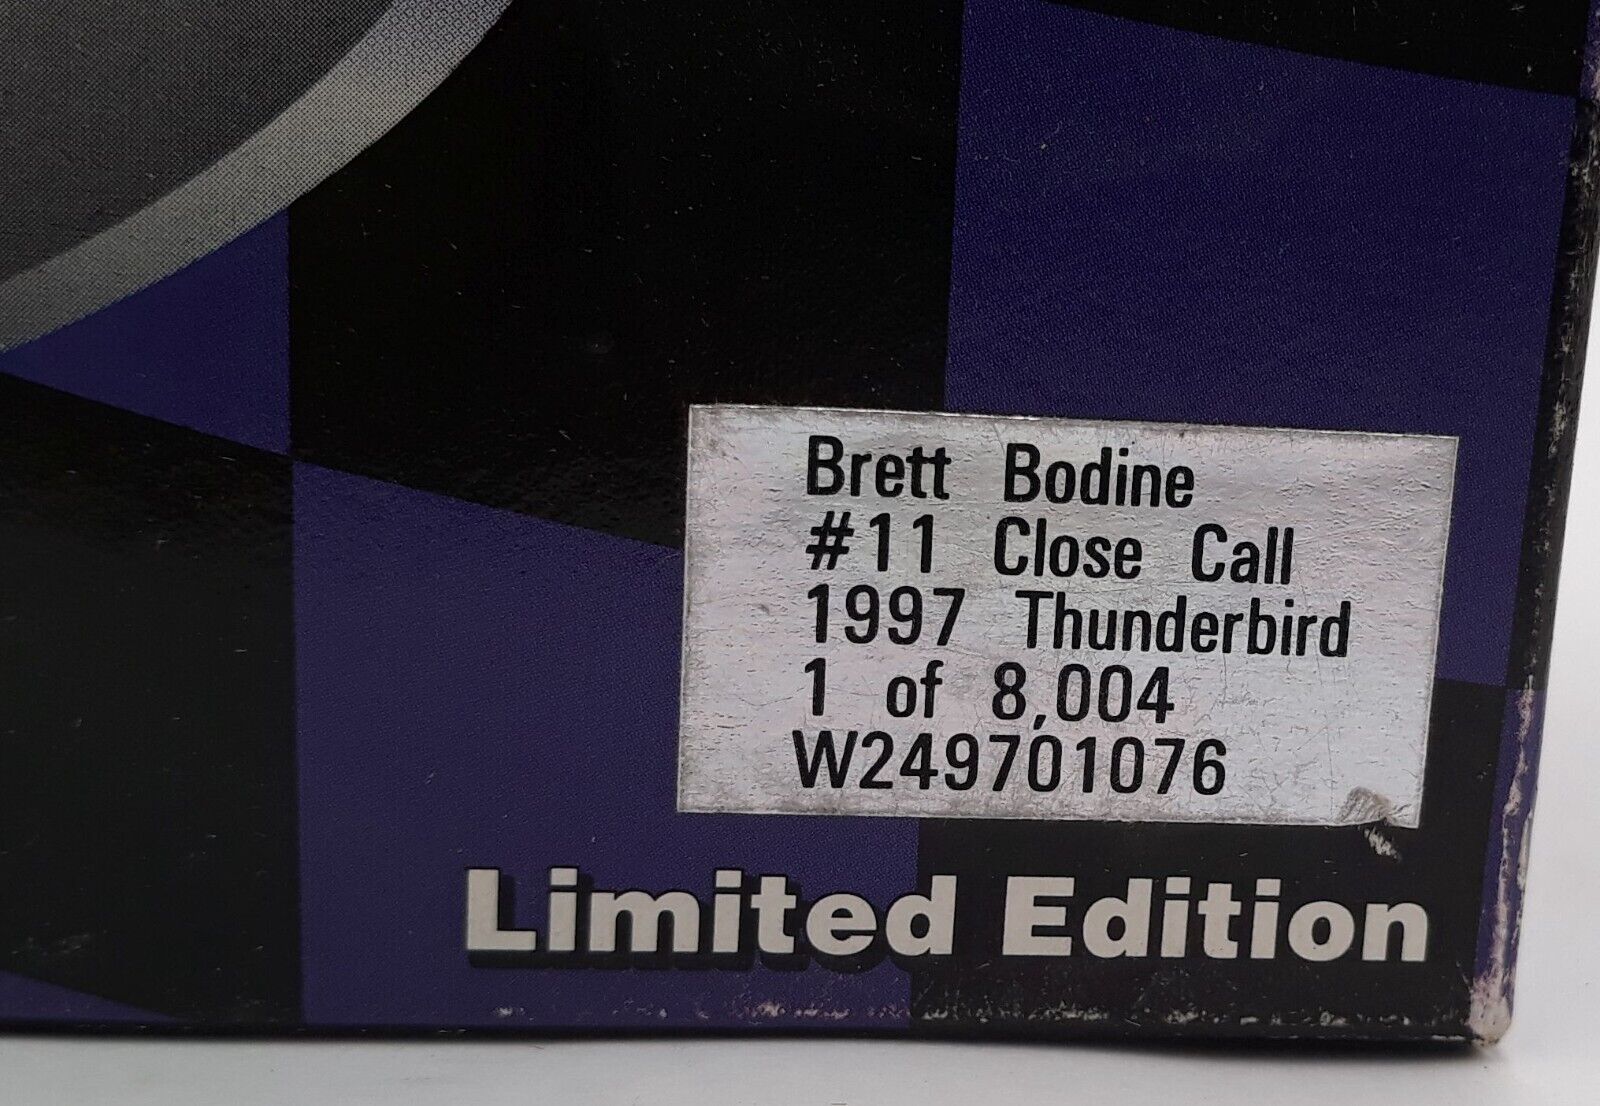 Brett Bodine
#11 Close Call
1997 Thunderbird
1 of 8,004
W249701076
Limited Edition